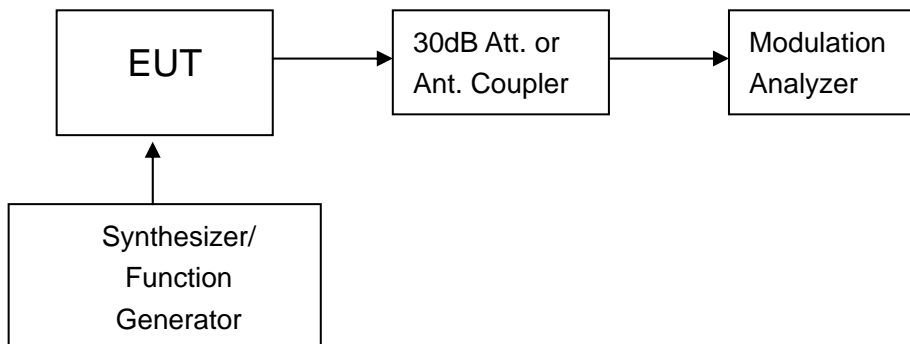 EUT
30dB Att. or
Ant. Coupler
Modulation
Analyzer
Synthesizer/
Function
Generator